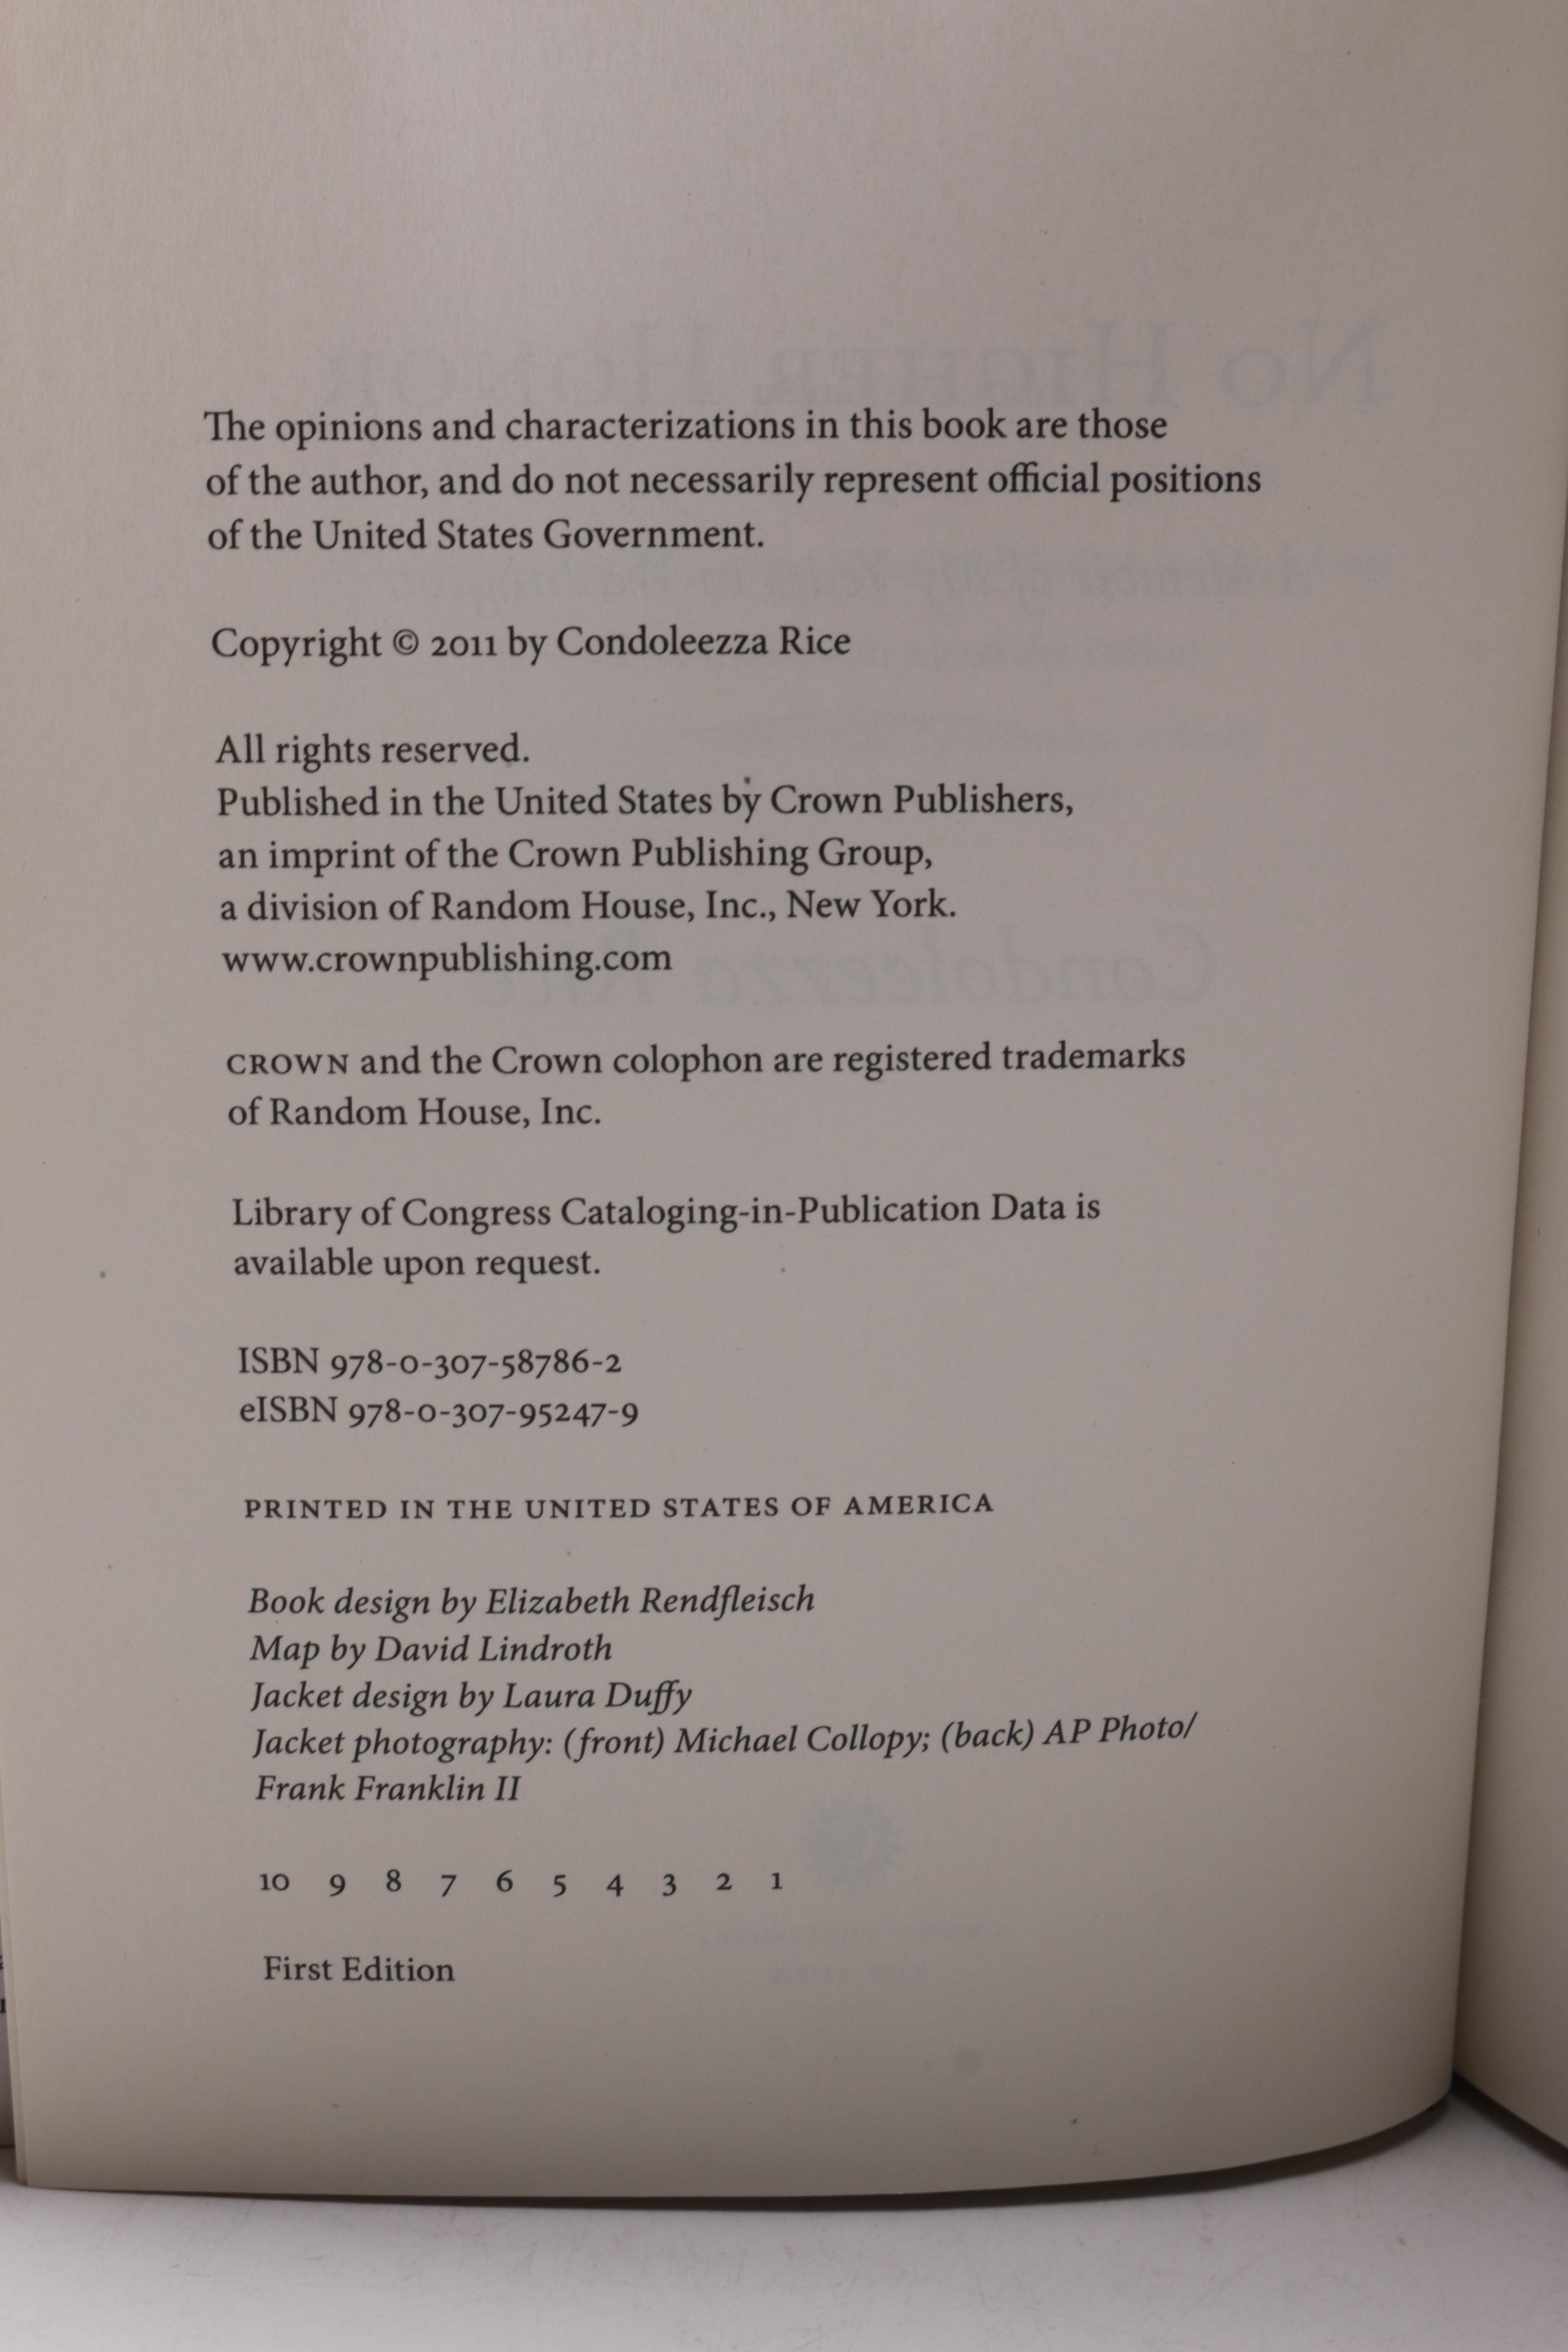 The opinions and characterizations in this book are those
of the author, and do not necessarily represent official positions
of the United States Government.
Copyright © 2011 by Condoleezza Rice
All rights reserved.
Published in the United States by Crown Publishers,
an imprint of the Crown Publishing Group,
a division of Random House, Inc., New York.
www.crownpublishing.com
CROWN and the Crown colophon are registered trademarks
of Random House, Inc.
Library of Congress Cataloging-in-Publication Data is
available upon request.
ISBN 978-0-307-58786-2
eISBN 978-0-307-95247-9
PRINTED IN THE UNITED STATES OF AMERICA
Book design by Elizabeth Rendfleisch
Map by David Lindroth
Jacket design by Laura Duffy
Jacket photography: (front) Michael Collopy; (back) AP Photo/
Frank Franklin II
10 9 8 7 6 5 4 3 2 1
First Edition